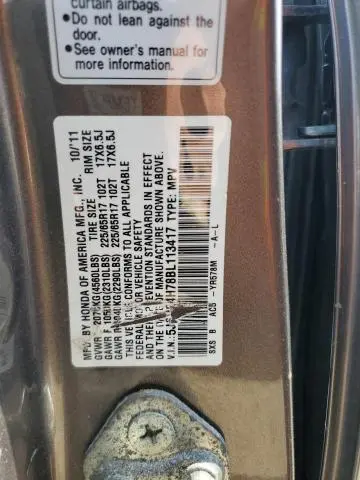 curtain airbags.
•Do not lean against the
door.
•See owner's manual for
more information.
MFD. BY HONDA OF AMERICA MFG., INC. 10/'11
TIRE SIZE RIM SIZE
GVWR (4560LBS)
GAWR F 1050KG(2310LBS) 225/65R17 102T 17X6.5J
GAWR (2290LBS) 225/65R17 102T 17X6.5J
THIS VEHICLE CONFORMS TO ALL APPLICABLE
FEDERAL MOTOR VEHICLE SAFETY
AND THEFT PREVENTION STANDARDS IN EFFECT
ON THE DATE OF MANUFACTURE SHOWN ABOVE.
V.I.N.: TYPE: MPV
SXS B AC5 -YR578M -A-L